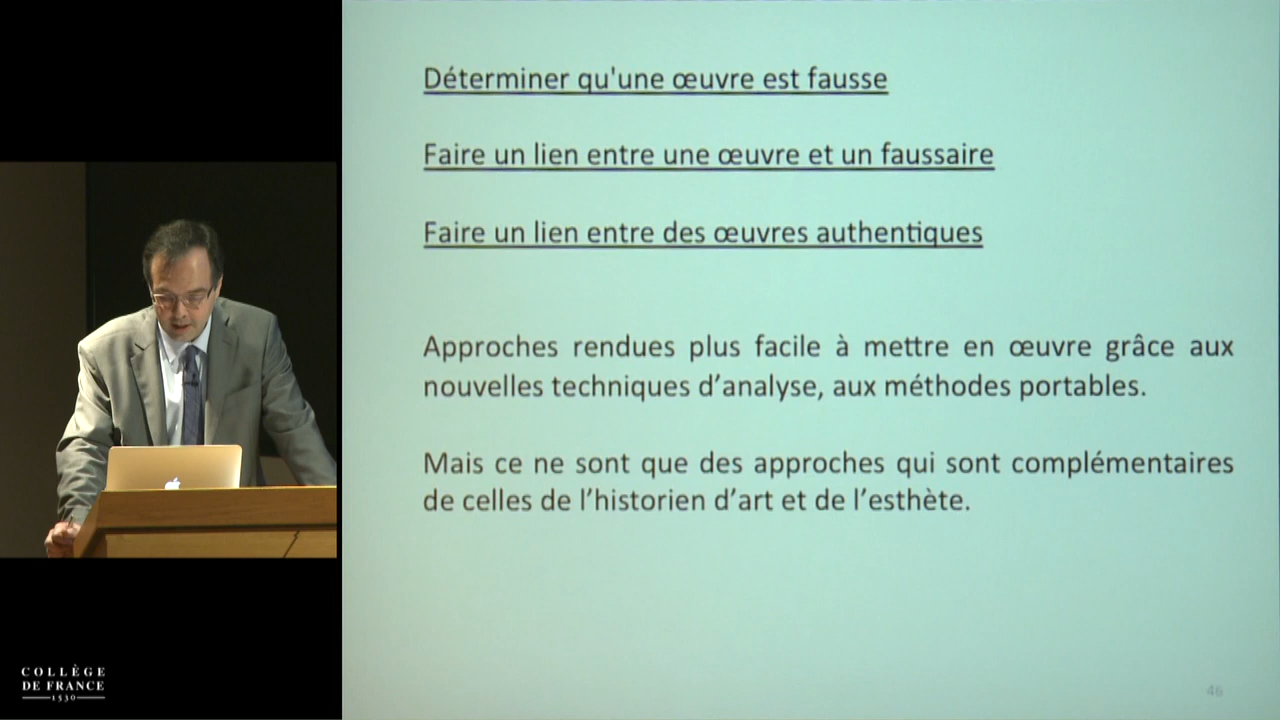 Déterminer qu'une œuvre est fausse
Faire un lien entre une œuvre et un faussaire
Faire un lien entre des œuvres authentiques
Approches rendues plus facile à mettre en œuvre grâce aux
nouvelles techniques d’analyse, aux méthodes portables.
Mais ce ne sont que des approches qui sont complémentaires
de celles de l’historien d’art et de l’esthète.
46
COLLÈGE
DE FRANCE
1530